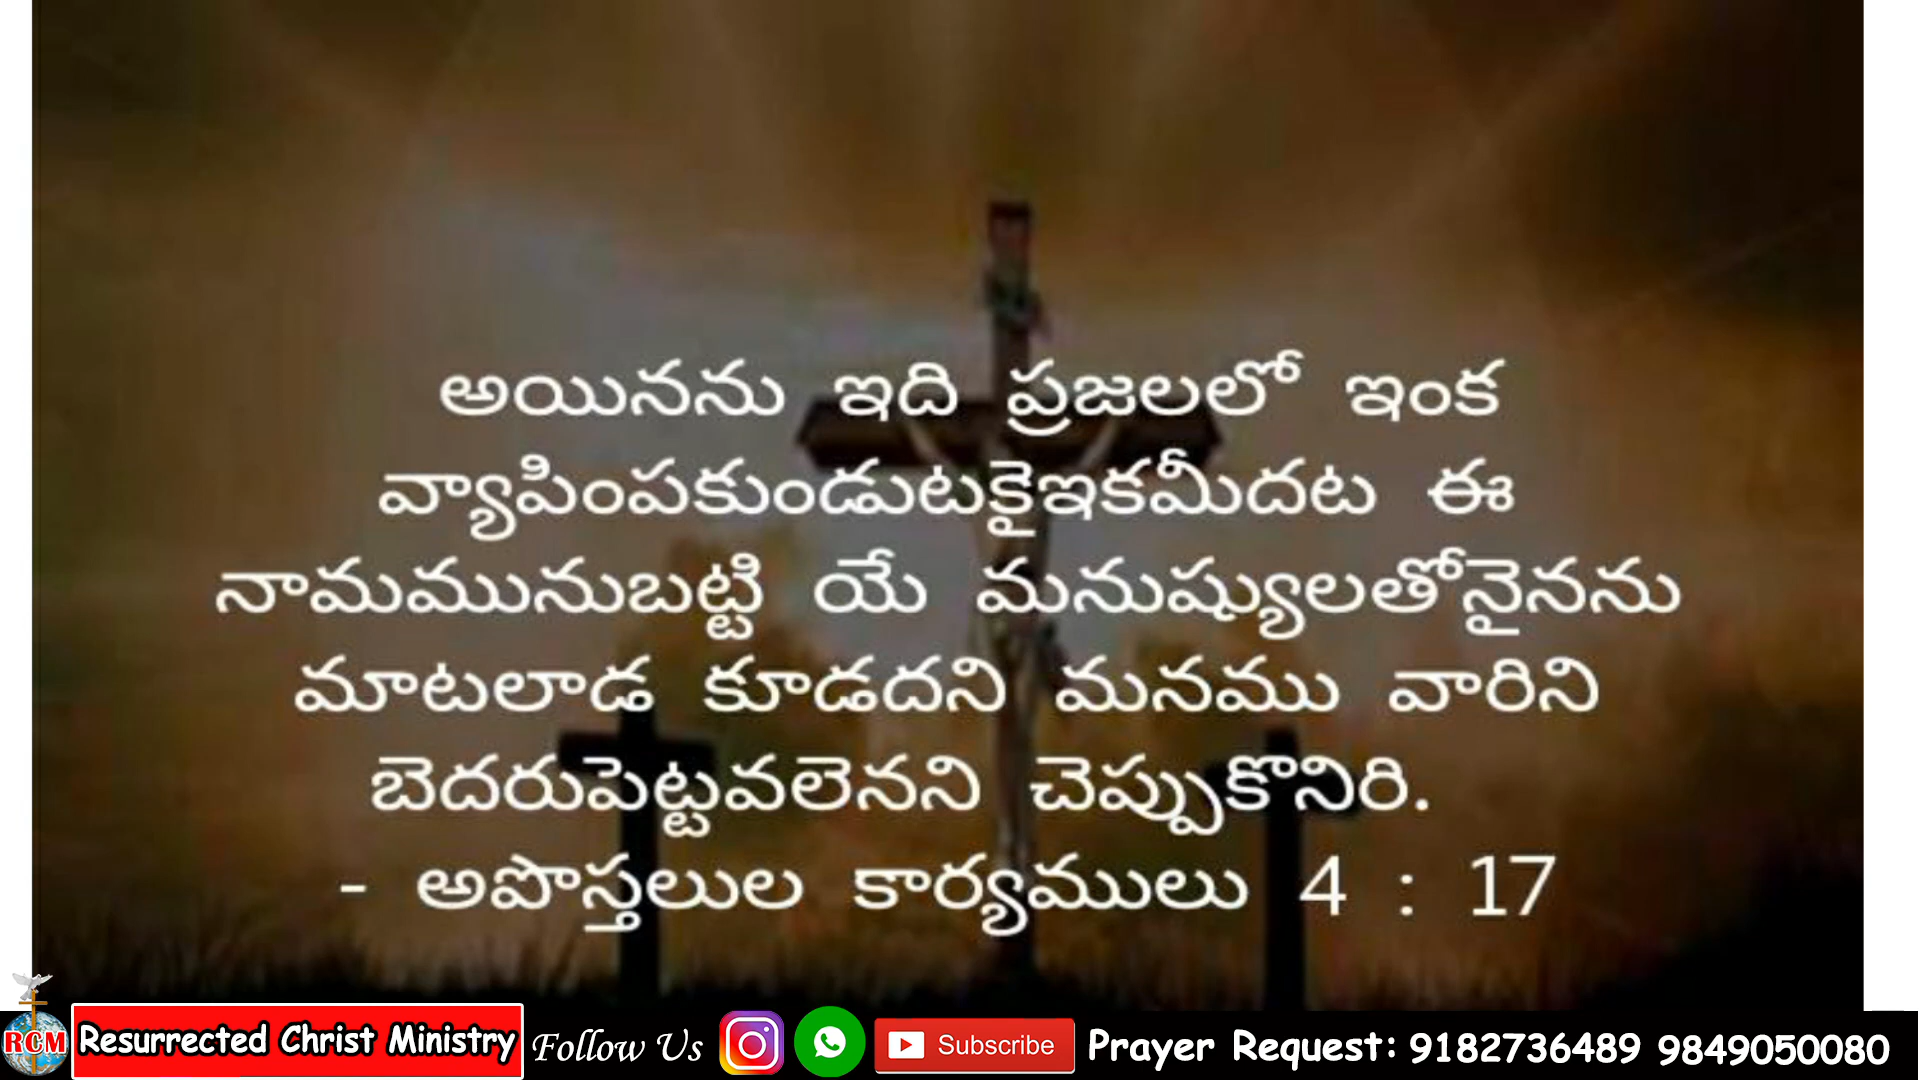 అయినను ఇది ప్రజలలో ఇంక
వ్యాపింపకుండుటకైఇకమీదట ఈ
నామమునుబట్టి యే మనుష్యులతోనైనను
మాటలాడ కూడదని మనము వారిని
బెదరుపెట్టవలెనని చెప్పుకొనిరి.
- అపొస్తలుల కార్యములు 4 : 17
RCM Resurrected Christ Ministry Follow Us Subscribe Prayer Request: 9182736489 9849050080